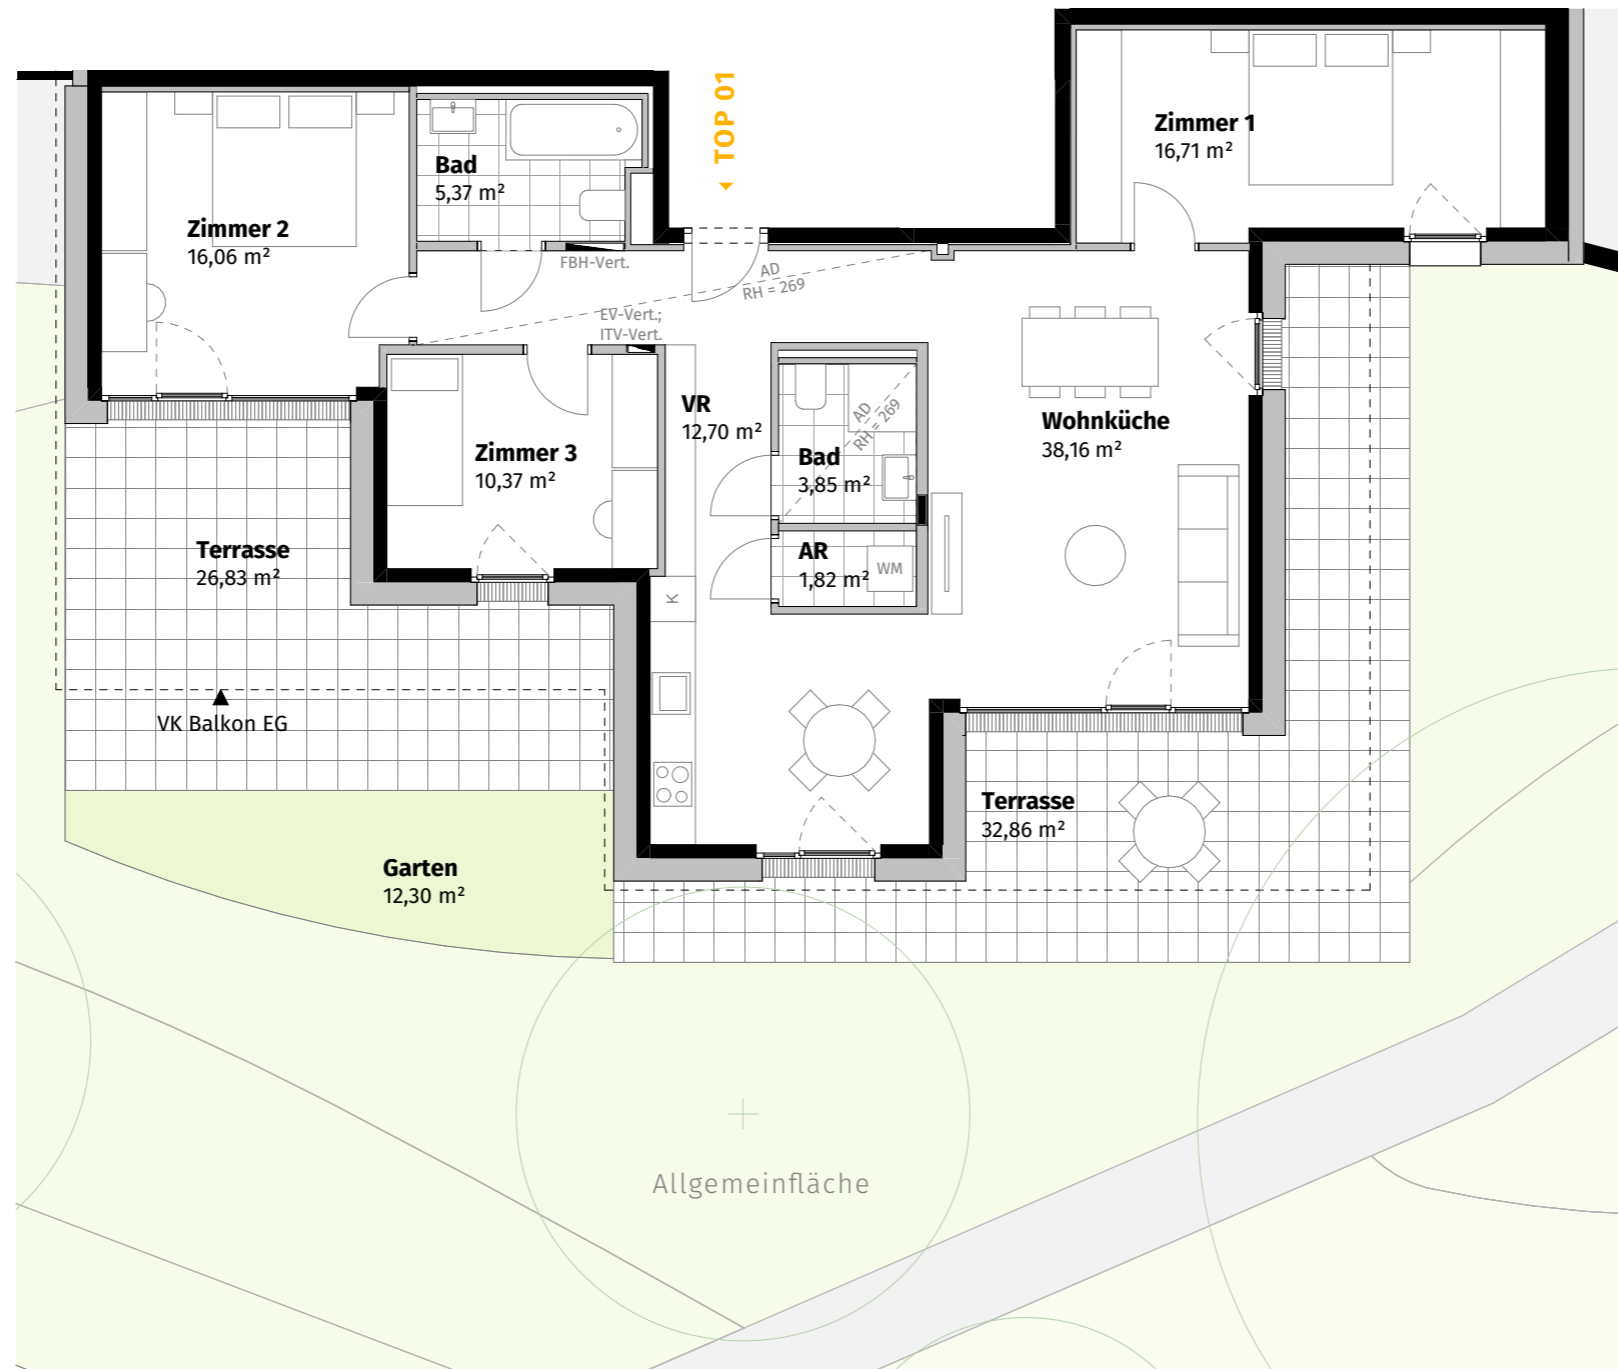 TOP 01
Zimmer 1
16,71 m²
Bad
5,37 m²
Zimmer 2
16,06 m²
FBH-Vert.
AD
RH = 269
EV-Vert.;
ITV-Vert.
VR
12,70 m²
AD
RH = 269
Wohnküche
38,16 m²
Zimmer 3
10,37 m²
Bad
3,85 m²
Terrasse
26,83 m²
AR
1,82 m²
WM
K
VK Balkon EG
Terrasse
32,86 m²
Garten
12,30 m²
Allgemeinfläche